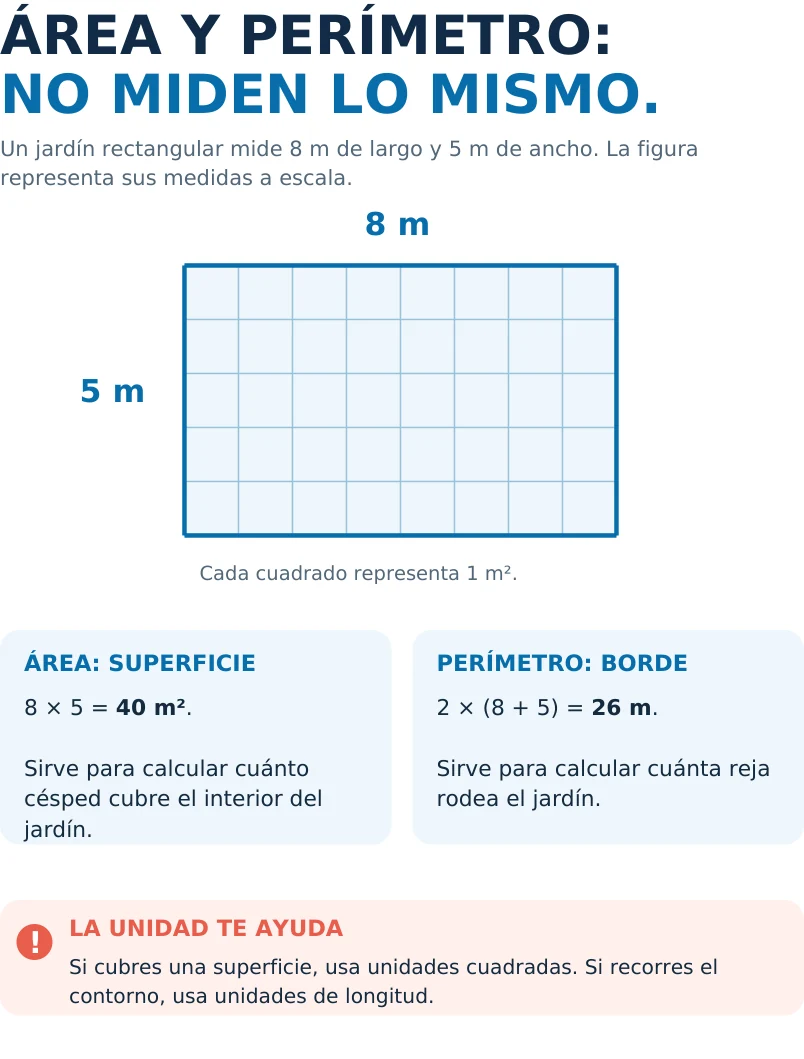 ÁREA Y PERÍMETRO:
NO MIDEN LO MISMO.
Un jardín rectangular mide 8 m de largo y 5 m de ancho. La figura
representa sus medidas a escala.
8 m
5 m
Cada cuadrado representa 1 m².
ÁREA: SUPERFICIE
8 × 5 = 40 m².
Sirve para calcular cuánto
césped cubre el interior del
jardín.
PERÍMETRO: BORDE
2 × (8 + 5) = 26 m.
Sirve para calcular cuánta reja
rodea el jardín.
!
LA UNIDAD TE AYUDA
Si cubres una superficie, usa unidades cuadradas. Si recorres el
contorno, usa unidades de longitud.